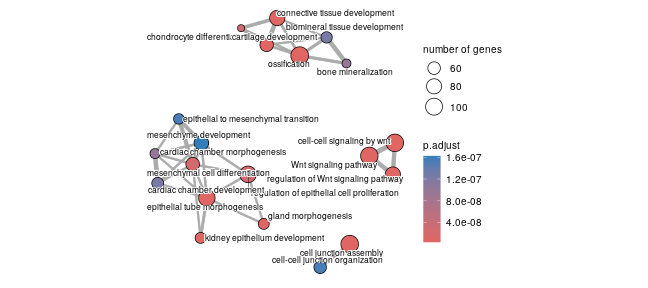 connective tissue development
biomineral tissue development
chondrocyte differentiation
cartilage development
ossification
bone mineralization
number of genes
60
80
100
epithelial to mesenchymal transition
mesenchyme development
cardiac chamber morphogenesis
mesenchymal cell differentiation
cardiac chamber development
regulation of epithelial cell proliferation
epithelial tube morphogenesis
gland morphogenesis
kidney epithelium development
cell-cell signaling by wnt
Wnt signaling pathway
regulation of Wnt signaling pathway
cell junction assembly
cell-cell junction organization
p.adjust
1.6e-07
1.2e-07
8.0e-08
4.0e-08